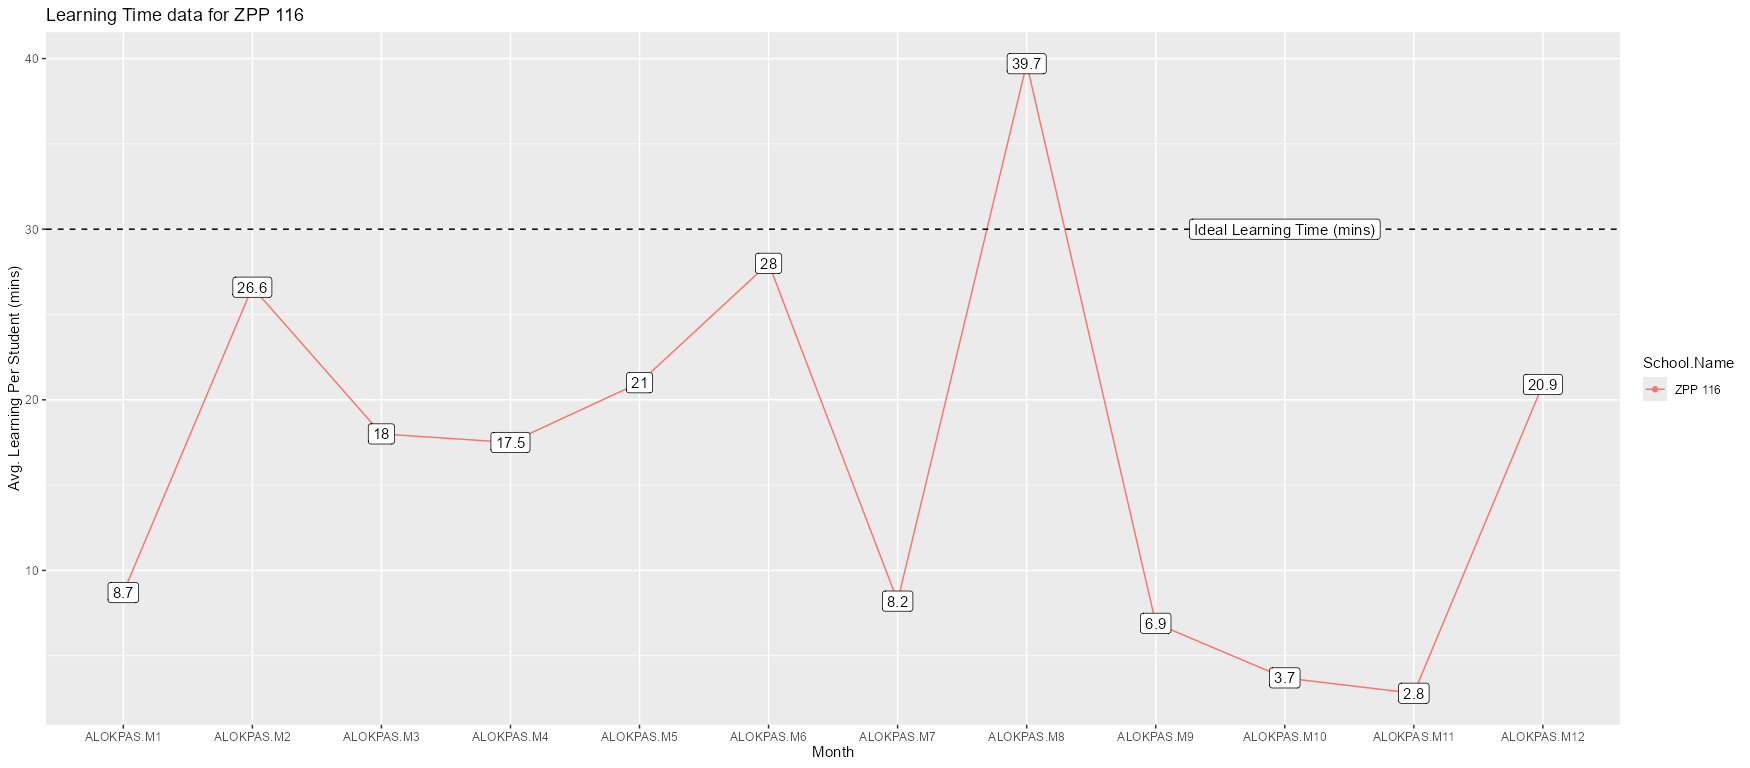 Learning Time data for ZPP 116
Avg. Learning Per Student (mins)
40
30
20
10
8.7
26.6
18
17.5
21
28
8.2
39.7
6.9
3.7
2.8
20.9
Ideal Learning Time (mins)
ALOKPAS.M1
ALOKPAS.M2
ALOKPAS.M3
ALOKPAS.M4
ALOKPAS.M5
ALOKPAS.M6
ALOKPAS.M7
ALOKPAS.M8
ALOKPAS.M9
ALOKPAS.M10
ALOKPAS.M11
ALOKPAS.M12
Month
School.Name
ZPP 116